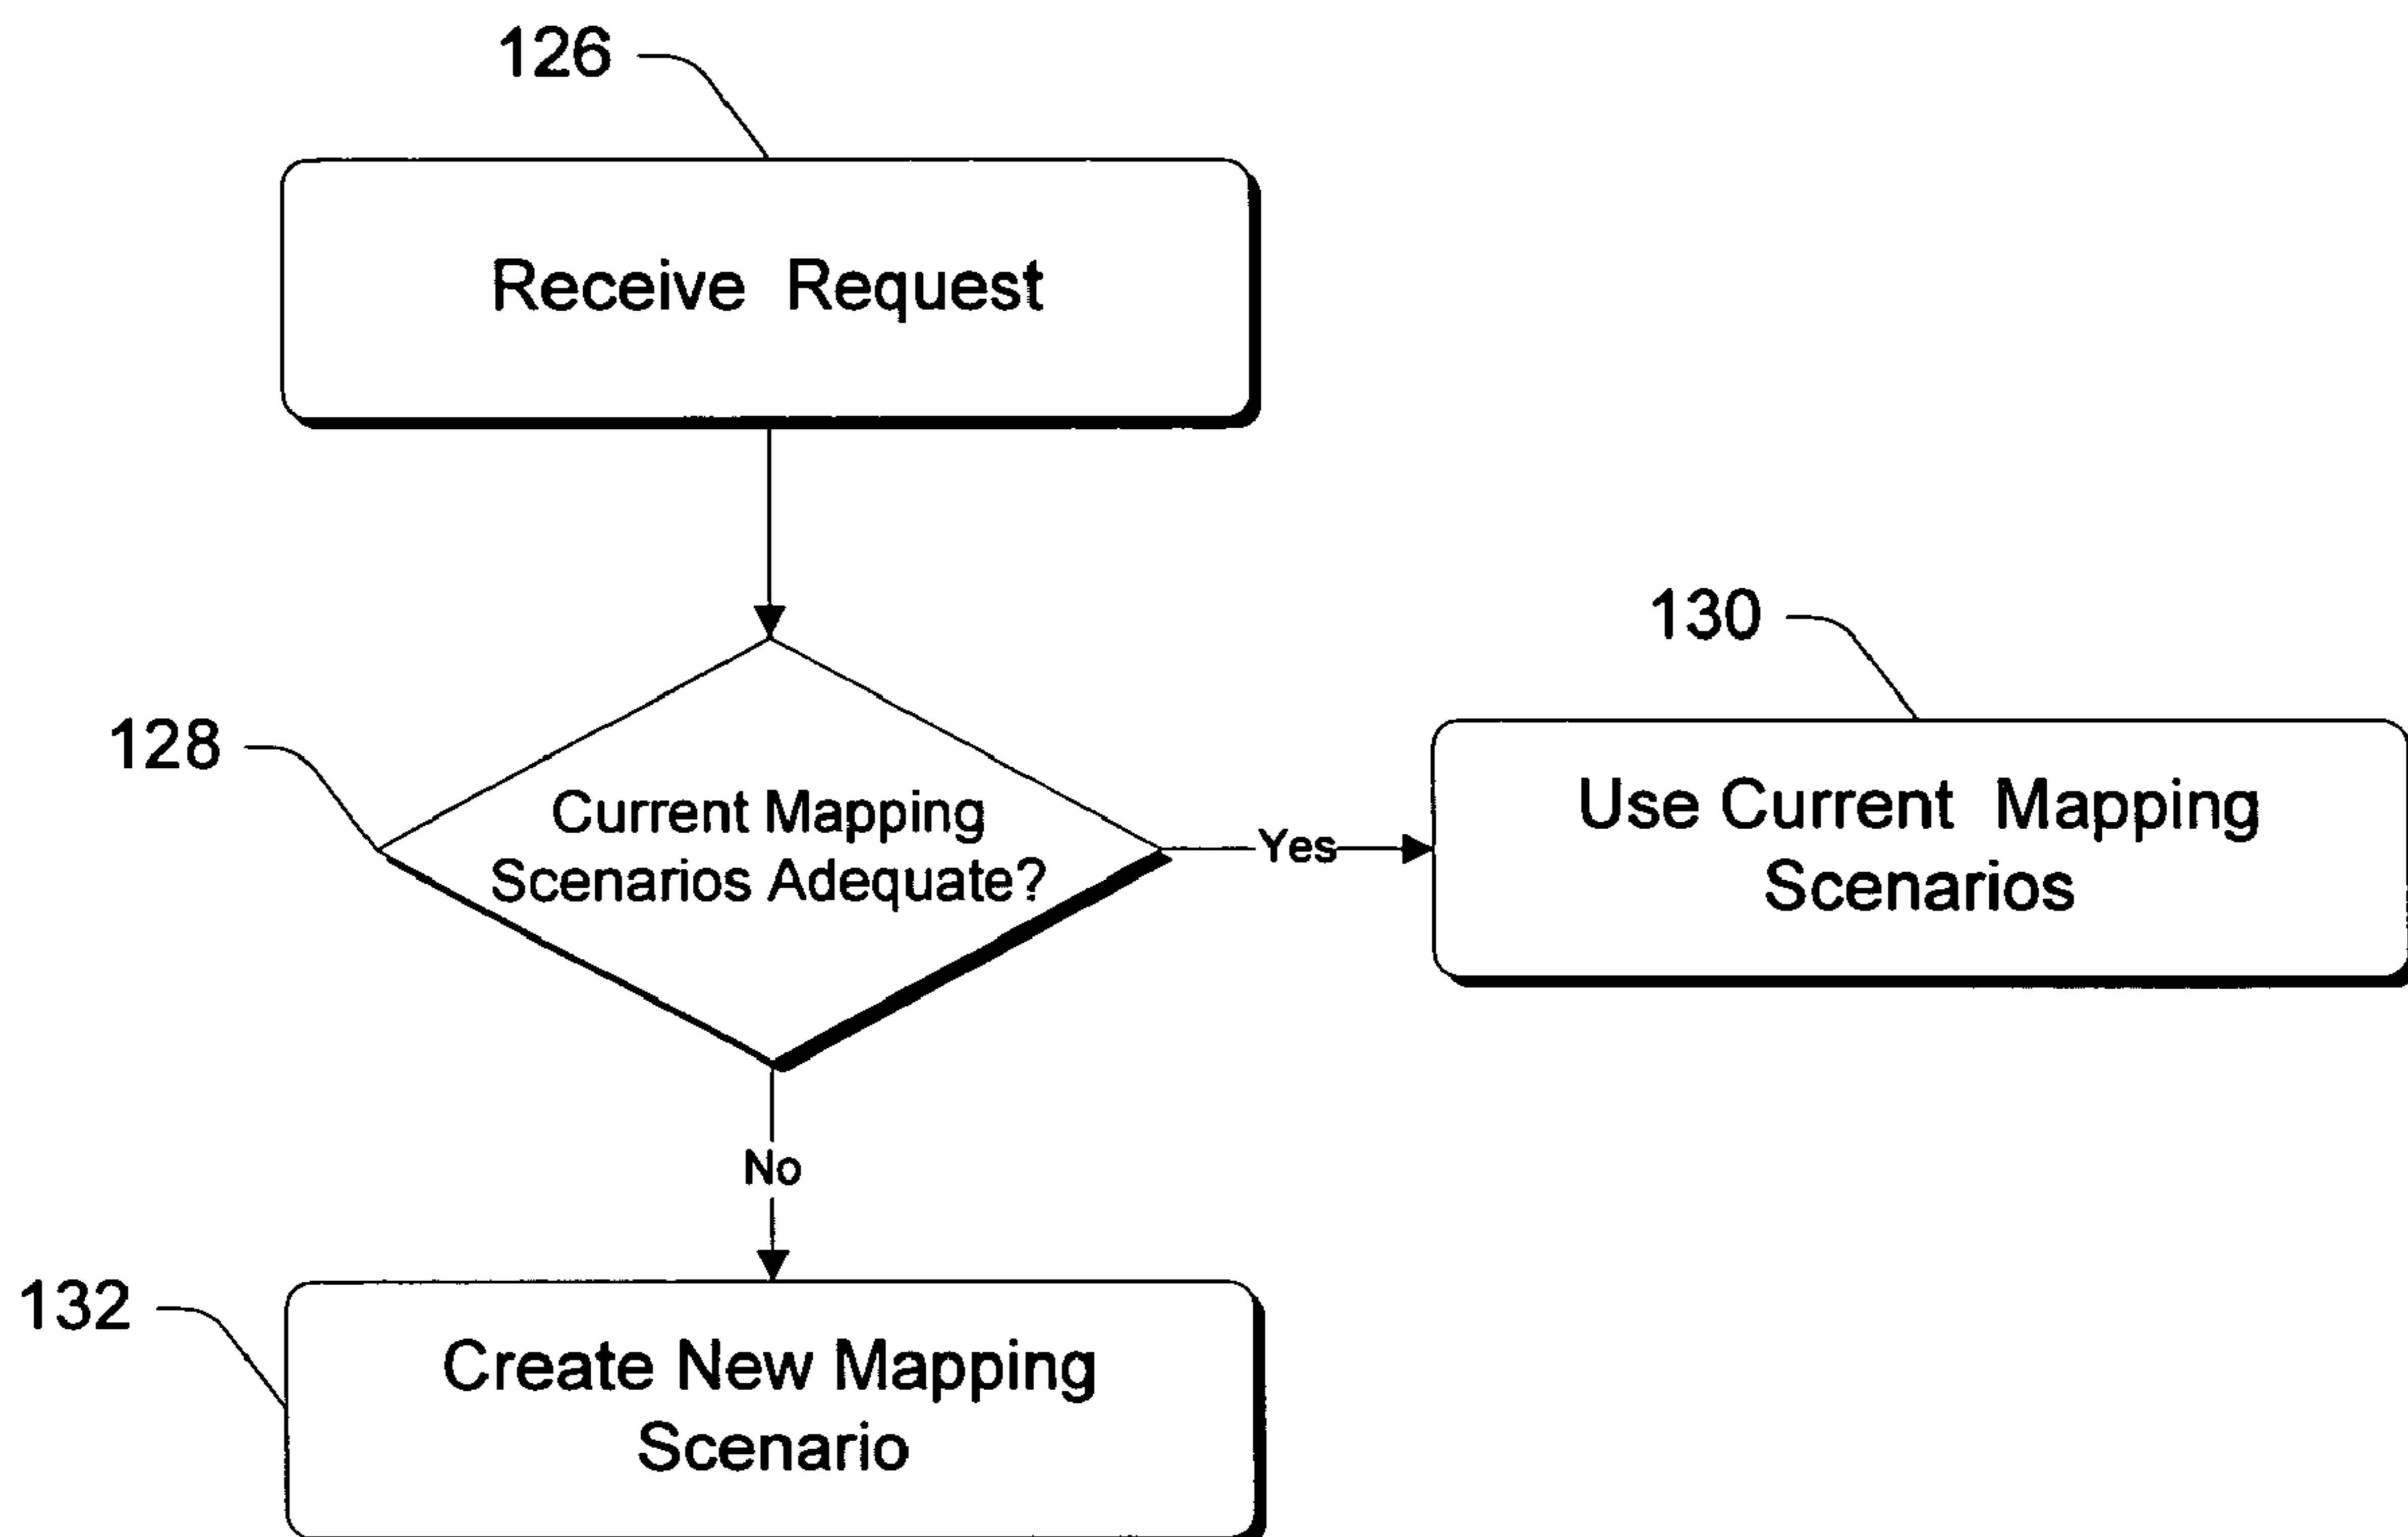 126
Receive Request
128
Current Mapping
Scenarios Adequate?
Yes
130
Use Current Mapping
Scenarios
No
132
Create New Mapping
Scenario